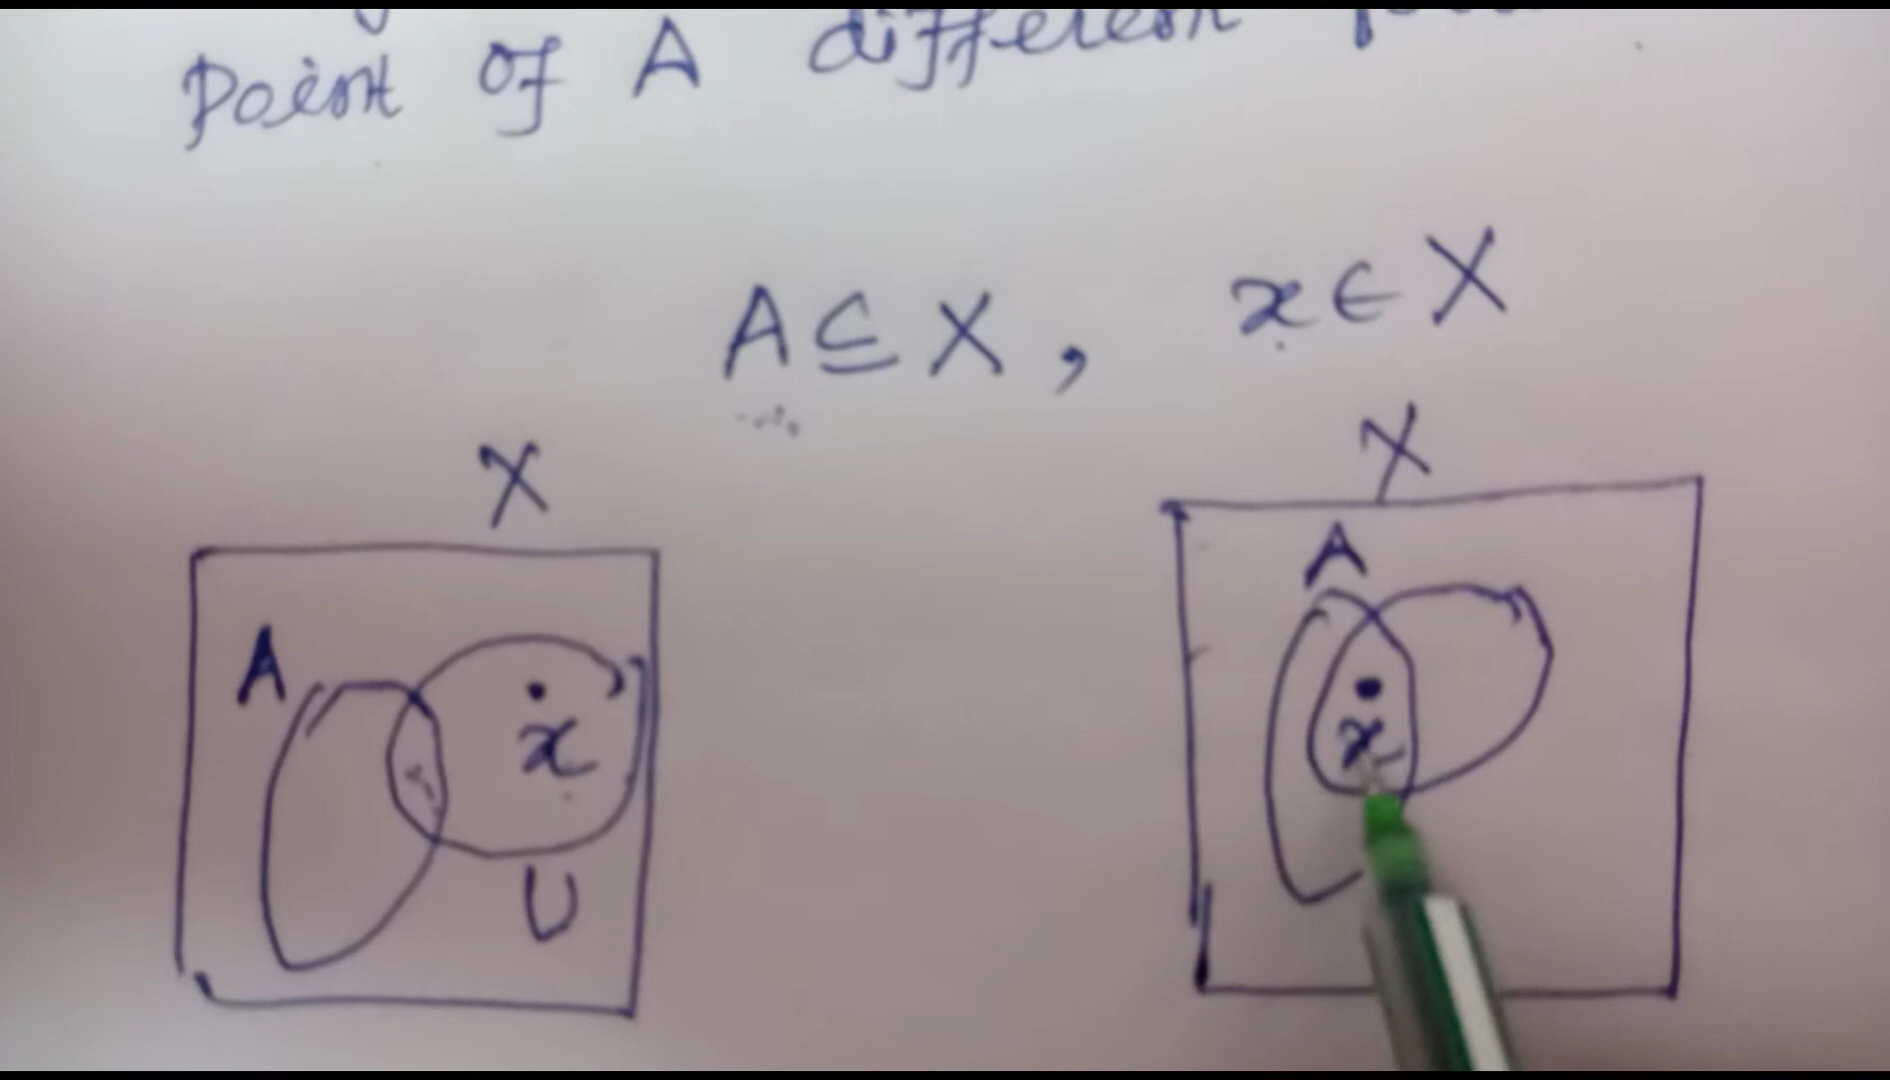 Point of A different
A ⊆ X , x ∈ X
X X
A A
x x
U